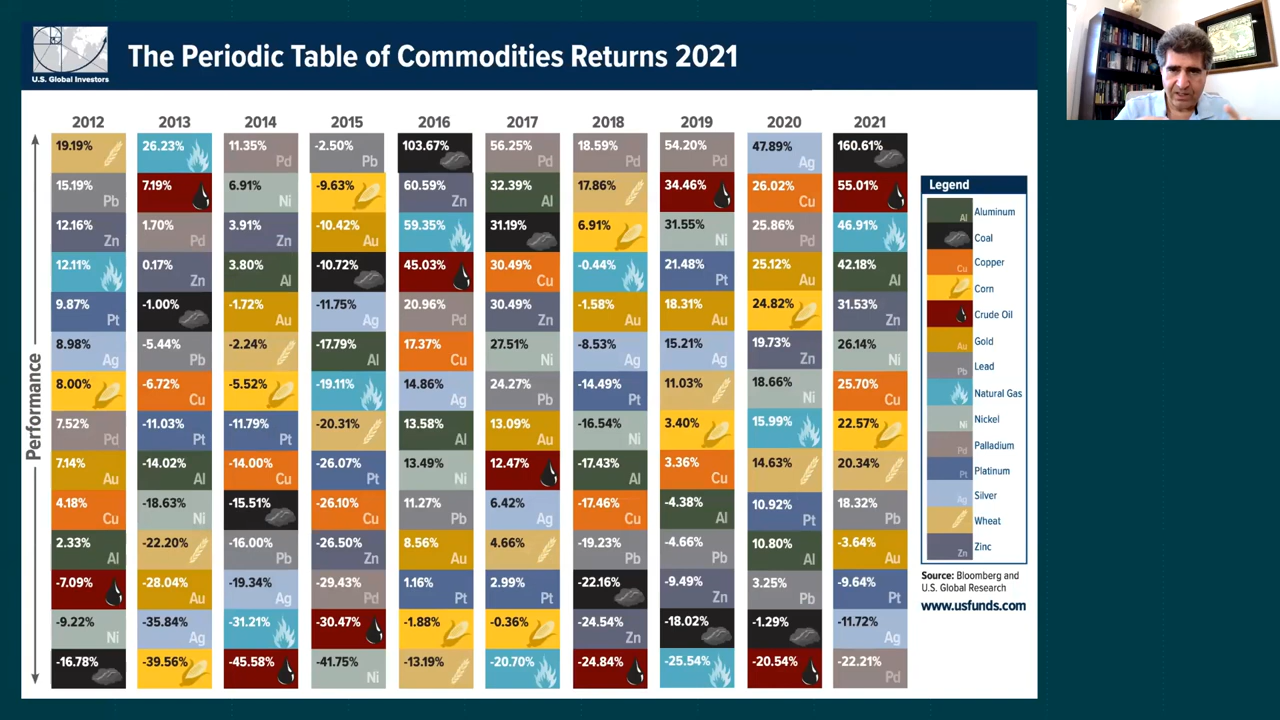 U.S. Global Investors
The Periodic Table of Commodities Returns 2021
2012 2013 2014 2015 2016 2017 2018 2019 2020 2021
19.19% 26.23% 11.35% Pd -2.50% Pb 103.67% 56.25% Pd 18.59% Pd 54.20% Pd 47.89% Ag 160.61%
15.19% Pb 7.19% 6.91% Ni -9.63% 60.59% Zn 32.39% Al 17.86% 34.46% 26.02% Cu 55.01%
12.16% Zn 1.70% Pd 3.91% Zn -10.42% Au 59.35% 31.19% 6.91% 31.55% Ni 25.86% Pd 46.91%
12.11% 0.17% Zn 3.80% Al -10.72% 45.03% 30.49% Cu -0.44% 21.48% Pt 25.12% Au 42.18% Al
9.87% Pt -1.00% -1.72% Au -11.75% Ag 20.96% Pd 30.49% Zn -1.58% Au 18.31% Au 24.82% 31.53% Zn
8.98% Ag -5.44% Pb -2.24% -17.79% Al 17.37% Cu 27.51% Ni -8.53% Ag 15.21% Ag 19.73% Zn 26.14% Ni
8.00% -6.72% Cu -5.52% -19.11% 14.86% Ag 24.27% Pb -14.49% Pt 11.03% 18.66% Ni 25.70% Cu
7.52% Pd -11.03% Pt -11.79% Pt -20.31% 13.58% Al 13.09% Au -16.54% Ni 3.40% 15.99% 22.57%
7.14% Au -14.02% Al -14.00% Cu -26.07% Pt 13.49% Ni 12.47% -17.43% Al 3.36% Cu 14.63% 20.34%
4.18% Cu -18.63% Ni -15.51% -26.10% Cu 11.27% Pb 6.42% Ag -17.46% Cu -4.38% Al 10.92% Pt 18.32% Pb
2.33% Al -22.20% -16.00% Pb -26.50% Zn 8.56% Au 4.66% -19.23% Pb -4.66% Pb 10.80% Al -3.64% Au
-7.09% -28.04% Au -19.34% Ag -29.43% Pd 1.16% Pt 2.99% Pt -22.16% -9.49% Zn 3.25% Pb -9.64% Pt
-9.22% Ni -35.84% Ag -31.21% -30.47% -1.88% -0.36% -24.54% Zn -18.02% -1.29% -11.72% Ag
-16.78% -39.56% -45.58% -41.75% Ni -13.19% -20.70% -24.84% -25.54% -20.54% -22.21% Pd
Performance
Legend
Al Aluminum
Coal
Cu Copper
Corn
Crude Oil
Au Gold
Pb Lead
Natural Gas
Ni Nickel
Pd Palladium
Pt Platinum
Ag Silver
Wheat
Zn Zinc
Source: Bloomberg and
U.S. Global Research
www.usfunds.com